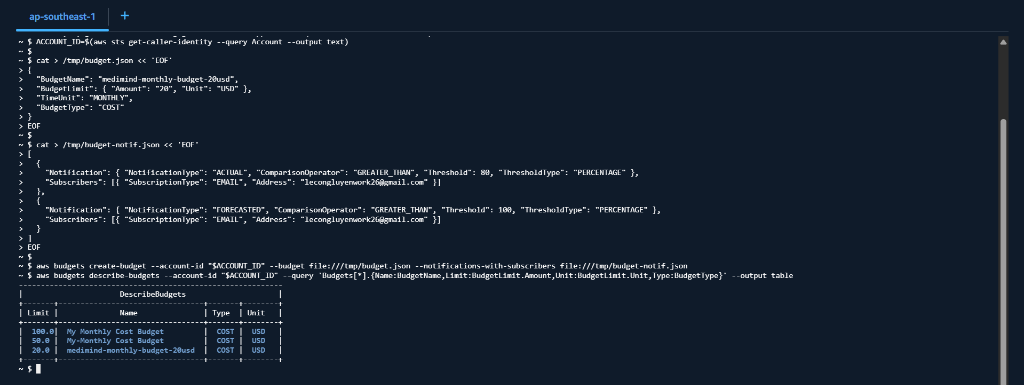 ap-southeast-1 +
~ $ ACCOUNT_ID=$(aws sts get-caller-identity --query Account --output text)
~ $
~ $ cat > /tmp/budget.json << 'EOF'
> {
>   "BudgetName": "medimind-monthly-budget-20usd",
>   "BudgetLimit": { "Amount": "20", "Unit": "USD" },
>   "TimeUnit": "MONTHLY",
>   "BudgetType": "COST"
> }
> EOF
~ $
~ $ cat > /tmp/budget-notif.json << 'EOF'
> [
>   {
>     "Notification": { "NotificationType": "ACTUAL", "ComparisonOperator": "GREATER_THAN", "Threshold": 80, "ThresholdType": "PERCENTAGE" },
>     "Subscribers": [{ "SubscriptionType": "EMAIL", "Address": "lecongluyenwork26@gmail.com" }]
>   },
>   {
>     "Notification": { "NotificationType": "FORECASTED", "ComparisonOperator": "GREATER_THAN", "Threshold": 100, "ThresholdType": "PERCENTAGE" },
>     "Subscribers": [{ "SubscriptionType": "EMAIL", "Address": "lecongluyenwork26@gmail.com" }]
>   }
> ]
> EOF
~ $
~ $ aws budgets create-budget --account-id "$ACCOUNT_ID" --budget file:///tmp/budget.json --notifications-with-subscribers file:///tmp/budget-notif.json
~ $ aws budgets describe-budgets --account-id "$ACCOUNT_ID" --query 'Budgets[*].{Name:BudgetName,Limit:BudgetLimit.Amount,Unit:BudgetLimit.Unit,Type:BudgetType}' --output table
| DescribeBudgets |
| Limit | Name | Type | Unit |
| 100.0| My Monthly Cost Budget | COST | USD |
| 50.0 | My-Monthly Cost Budget | COST | USD |
| 20.0 | medimind-monthly-budget-20usd | COST | USD |
~ $